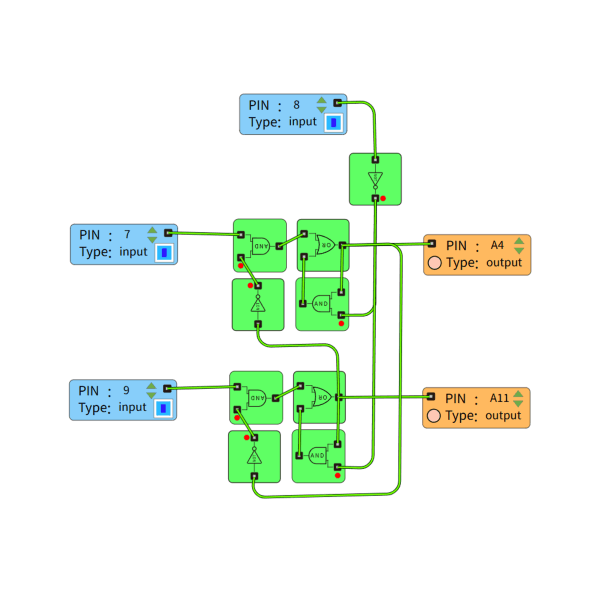 PIN : 8
Type: input
PIN : 7
Type: input
AND
OR
PIN : A4
Type: output
AND
PIN : 9
Type: input
AND
OR
PIN : A11
Type: output
AND